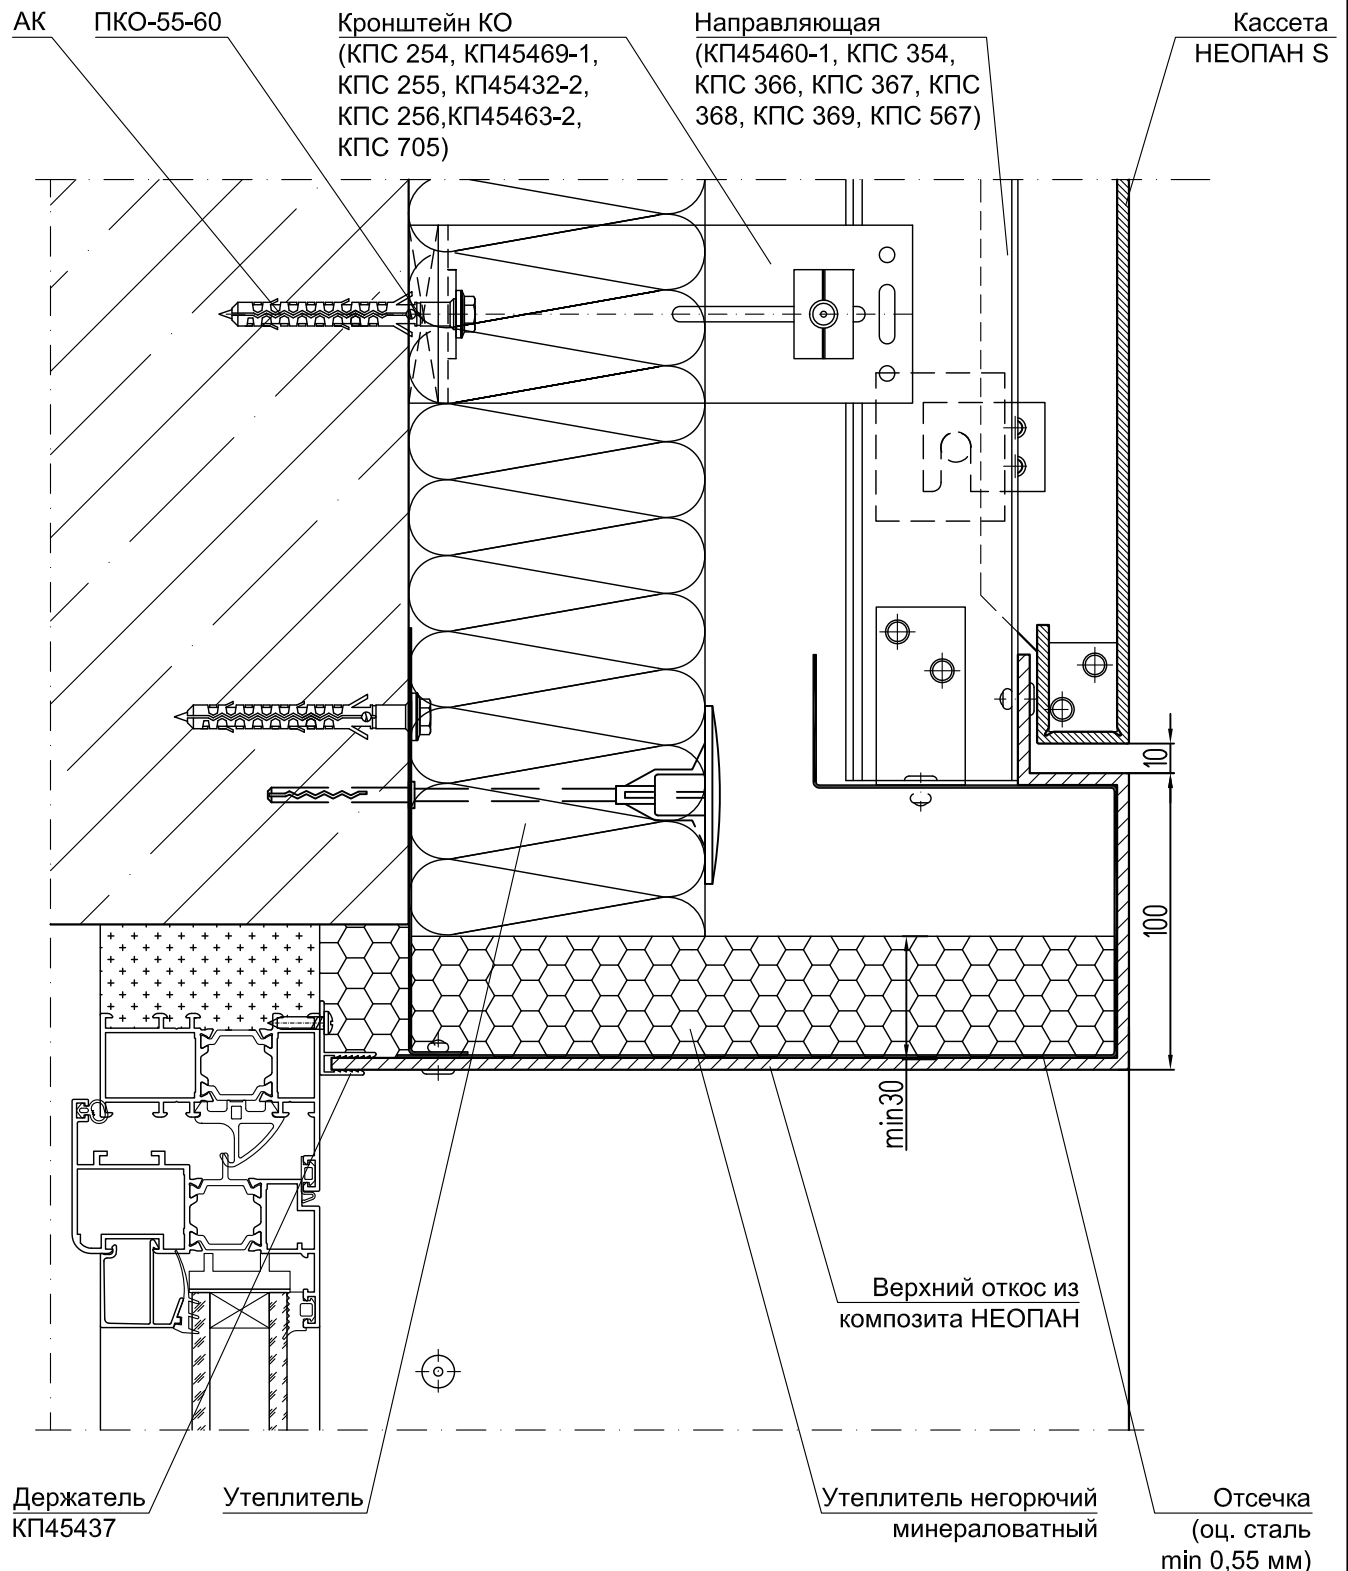 АК
ПКО-55-60
Кронштейн КО
(КПС 254, КП45469-1,
КПС 255, КП45432-2,
КПС 256,КП45463-2,
КПС 705)
Направляющая
(КП45460-1, КПС 354,
КПС 366, КПС 367, КПС
368, КПС 369, КПС 567)
Кассета
НЕОПАН S
10
100
min30
Верхний откос из
композита НЕОПАН
Держатель
КП45437
Утеплитель
Утеплитель негорючий
минераловатный
Отсечка
(оц. сталь
min 0,55 мм)